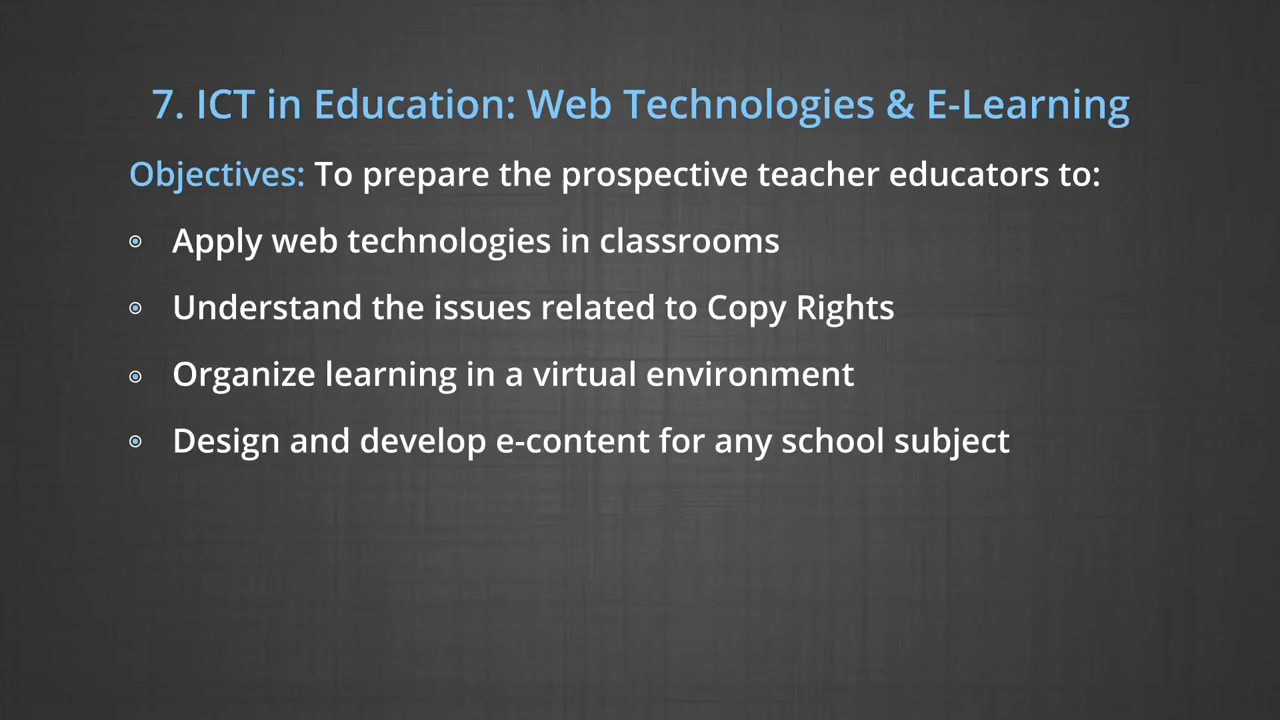 7. ICT in Education: Web Technologies & E-Learning
Objectives: To prepare the prospective teacher educators to:
Apply web technologies in classrooms
Understand the issues related to Copy Rights
Organize learning in a virtual environment
Design and develop e-content for any school subject